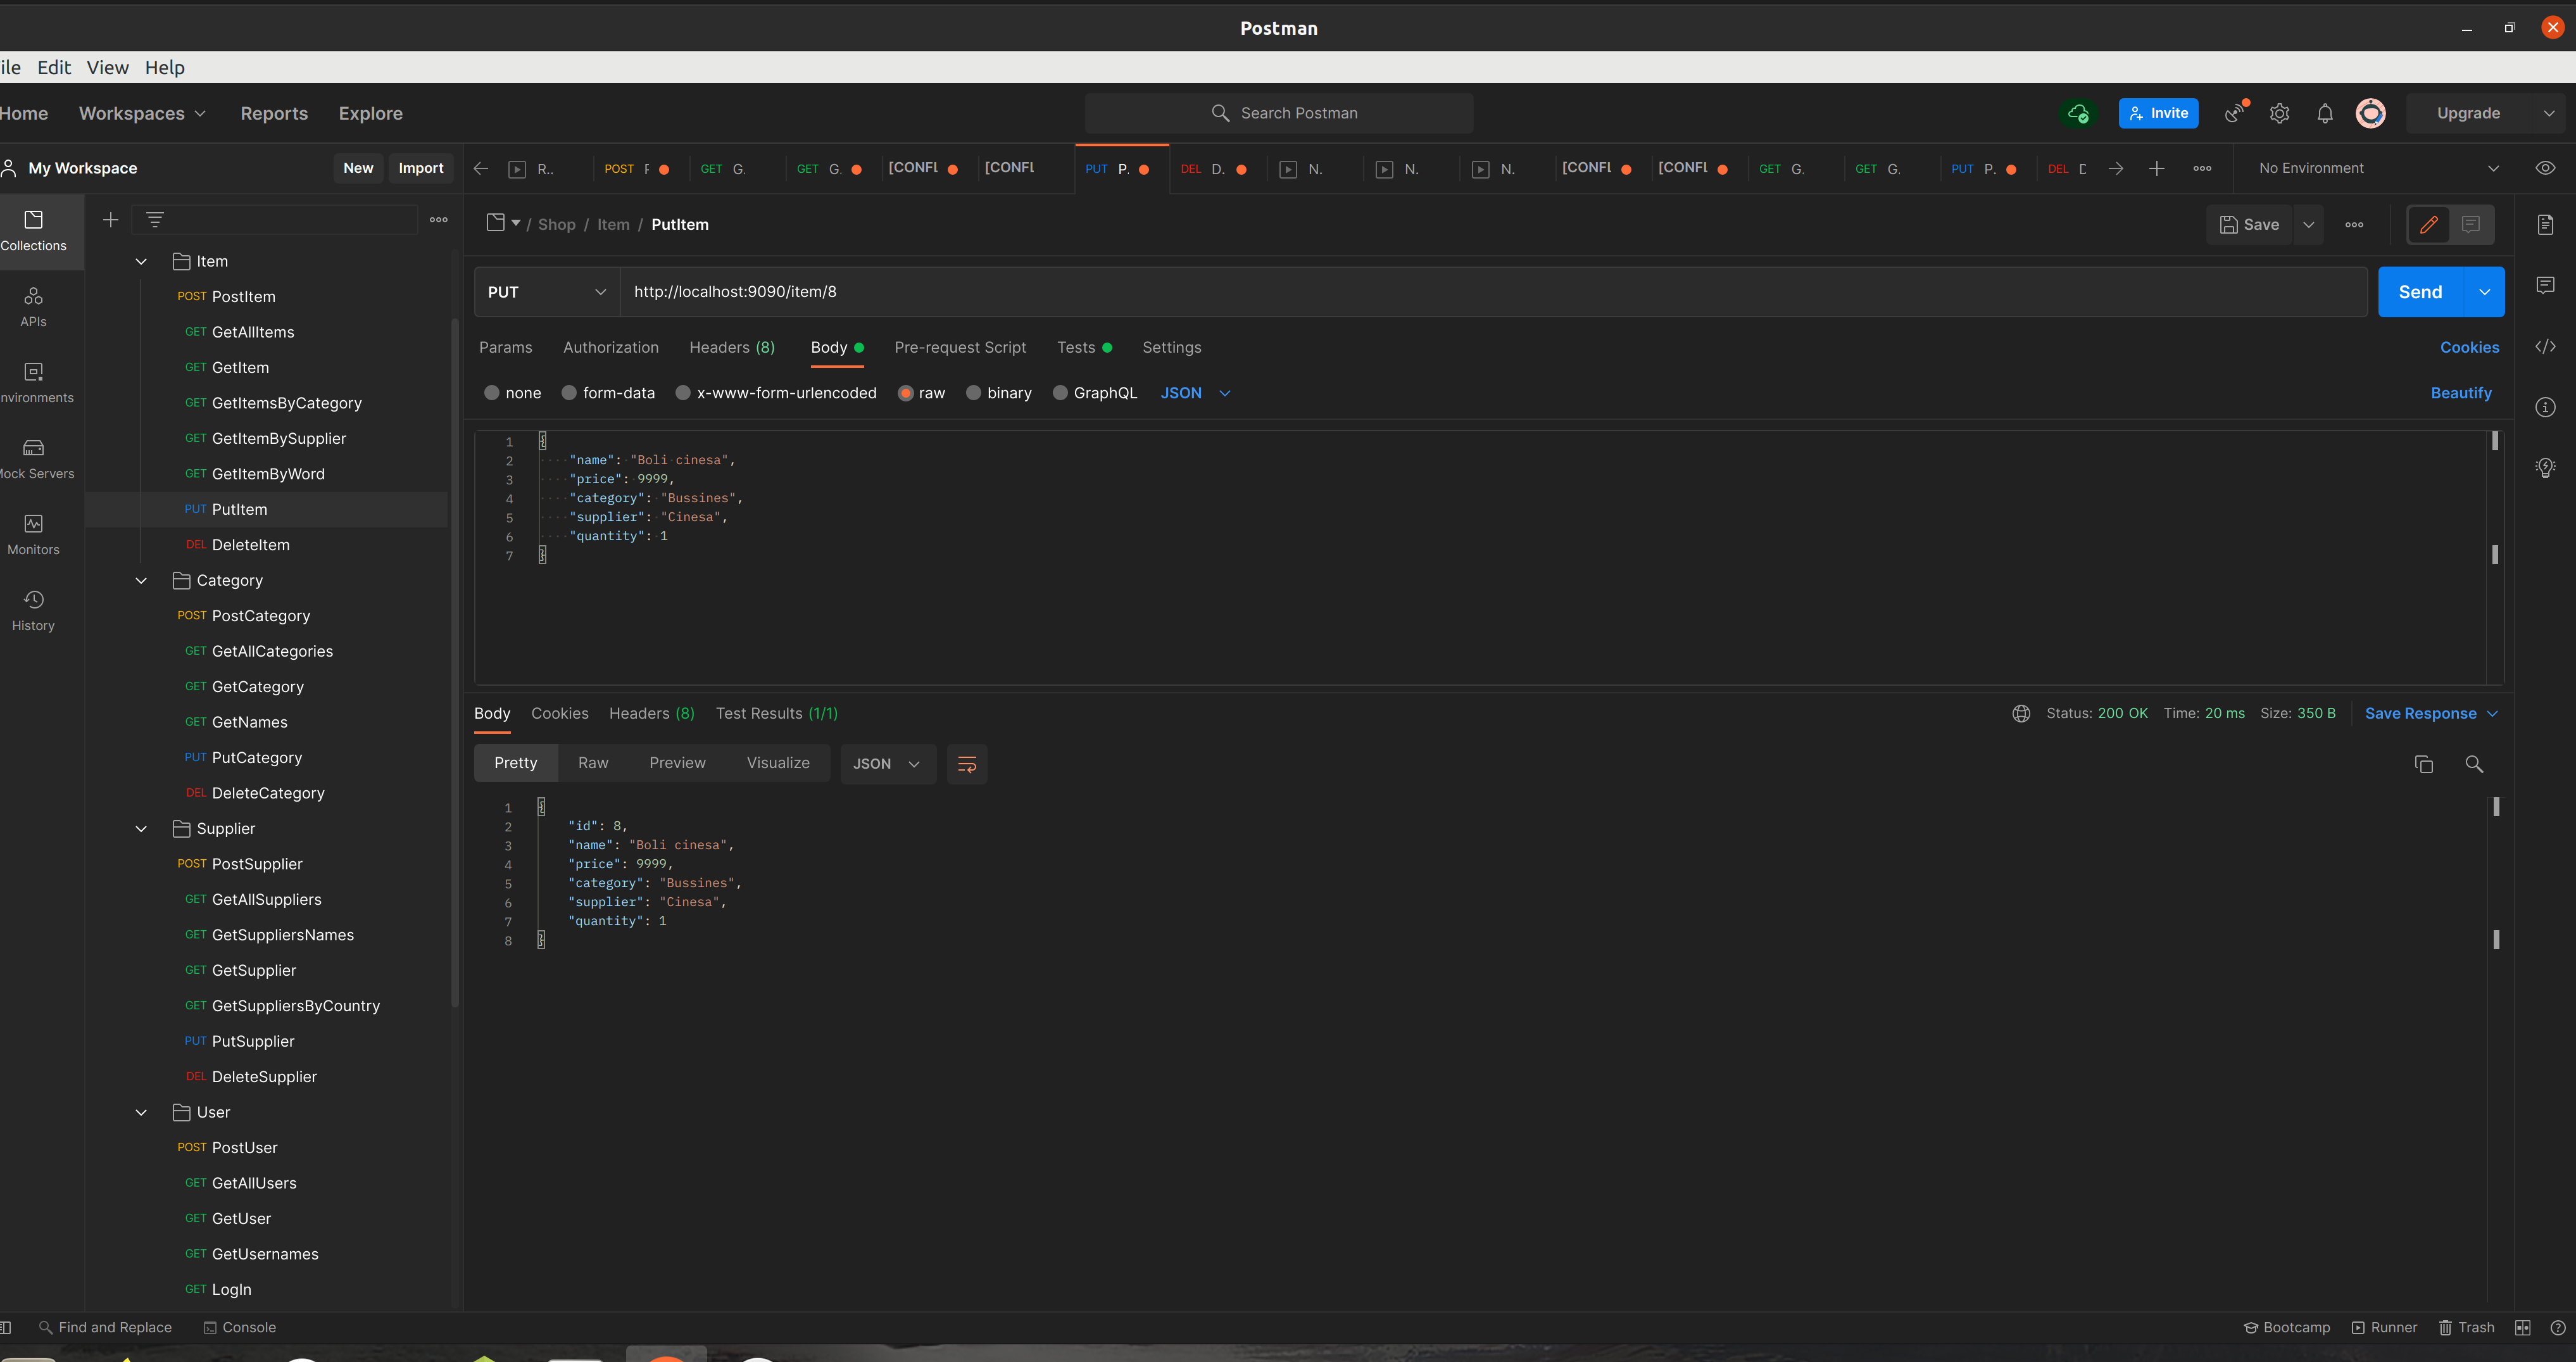 Postman
ile Edit View Help
Home Workspaces Reports Explore Search Postman Invite Upgrade
My Workspace New Import R.. POST F GET G. GET G. [CONFL [CONFL PUT P. DEL D. N. N. N. [CONFL [CONFL GET G. GET G. PUT P. DEL D No Environment
Collections
APIs
nvironments
Mock Servers
Monitors
History
Item
POST PostItem
GET GetAllItems
GET GetItem
GET GetItemsByCategory
GET GetItemBySupplier
GET GetItemByWord
PUT PutItem
DEL DeleteItem
Category
POST PostCategory
GET GetAllCategories
GET GetCategory
GET GetNames
PUT PutCategory
DEL DeleteCategory
Supplier
POST PostSupplier
GET GetAllSuppliers
GET GetSuppliersNames
GET GetSupplier
GET GetSuppliersByCountry
PUT PutSupplier
DEL DeleteSupplier
User
POST PostUser
GET GetAllUsers
GET GetUser
GET GetUsernames
GET LogIn
/ Shop / Item / PutItem Save
PUT http://localhost:9090/item/8 Send
Params Authorization Headers (8) Body Pre-request Script Tests Settings Cookies
none form-data x-www-form-urlencoded raw binary GraphQL JSON Beautify
1 {
2 "name": "Boli cinesa",
3 "price": 9999,
4 "category": "Bussines",
5 "supplier": "Cinesa",
6 "quantity": 1
7 }
Body Cookies Headers (8) Test Results (1/1) Status: 200 OK Time: 20 ms Size: 350 B Save Response
Pretty Raw Preview Visualize JSON
1 {
2 "id": 8,
3 "name": "Boli cinesa",
4 "price": 9999,
5 "category": "Bussines",
6 "supplier": "Cinesa",
7 "quantity": 1
8 }
Find and Replace Console Bootcamp Runner Trash